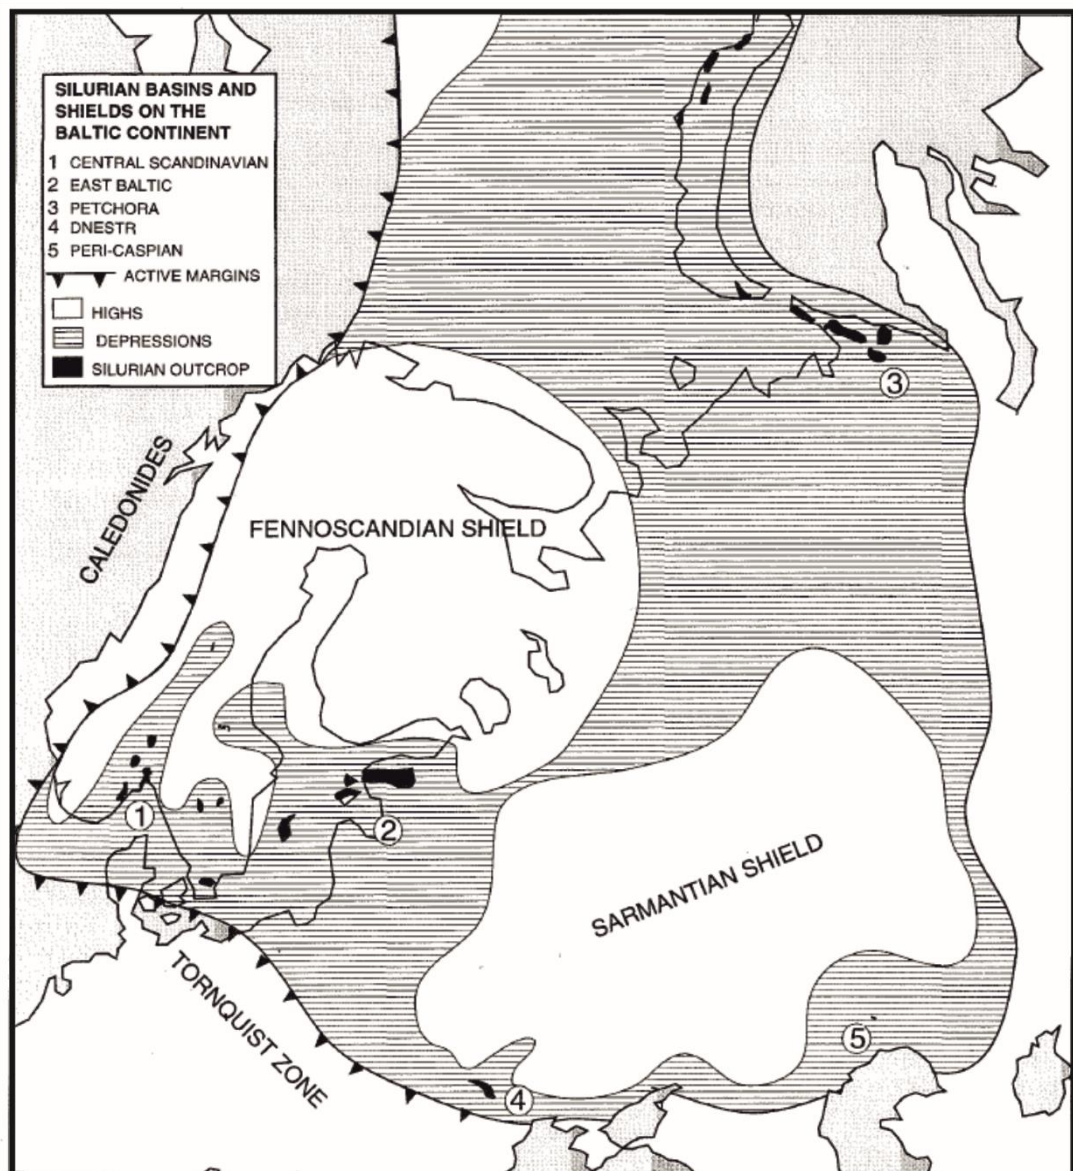 SILURIAN BASINS AND
SHIELDS ON THE
BALTIC CONTINENT
1 CENTRAL SCANDINAVIAN
2 EAST BALTIC
3 PETCHORA
4 DNESTR
5 PERI-CASPIAN
ACTIVE MARGINS
HIGHS
DEPRESSIONS
SILURIAN OUTCROP
3
CALEDONIDES
FENNOSCANDIAN SHIELD
1
2
SARMANTIAN SHIELD
TORNQUIST ZONE
5
4